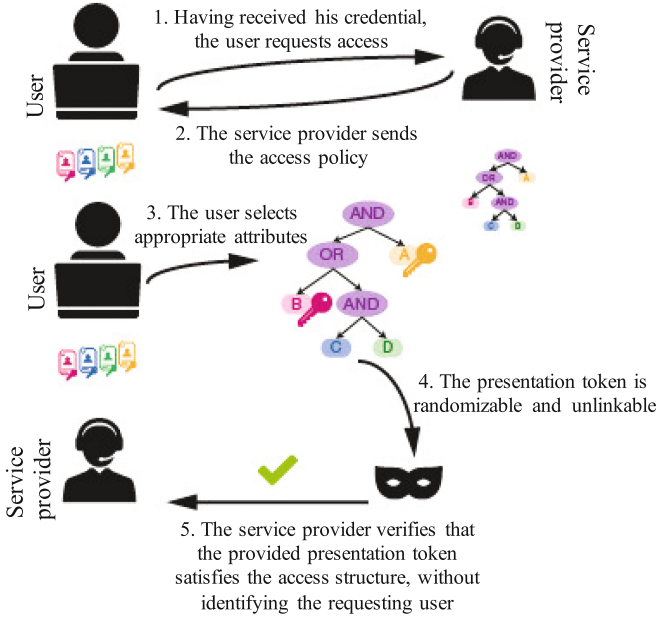 1. Having received his credential,
the user requests access
User
Service
provider
2. The service provider sends
the access policy
AND
OR
A
B
AND
C
D
3. The user selects
appropriate attributes
User
AND
OR
A
B
AND
C
D
4. The presentation token is
randomizable and unlinkable
Service
provider
5. The service provider verifies that
the provided presentation token
satisfies the access structure, without
identifying the requesting user